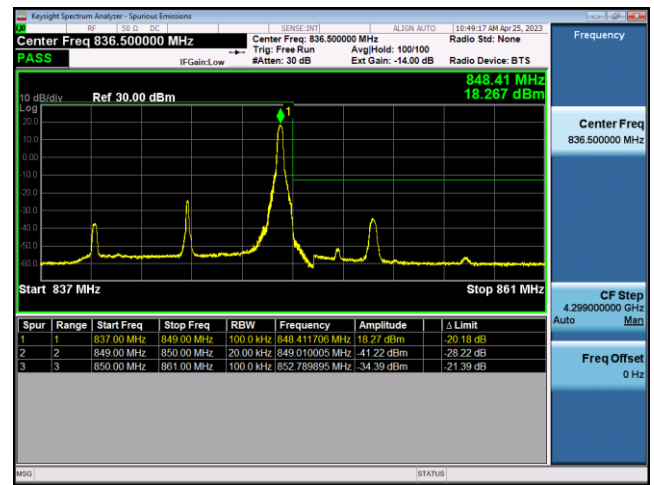 Keysight Spectrum Analyzer - Spurious Emissions
RF 50 Ω DC SENSE:INT ALIGN AUTO 10:49:17 AM Apr 25, 2023
Center Freq 836.500000 MHz
Center Freq: 836.500000 MHz Radio Std: None
Trig: Free Run Avg|Hold: 100/100
PASS IFGain:Low #Atten: 30 dB Ext Gain: -14.00 dB Radio Device: BTS
Frequency
848.41 MHz
18.267 dBm
10 dB/div Ref 30.00 dBm
Log
1
20.0
10.0
0.00
-10.0
-20.0
-30.0
-40.0
-50.0
-60.0
Start 837 MHz Stop 861 MHz
Spur Range Start Freq Stop Freq RBW Frequency Amplitude Δ Limit
1 1 837.00 MHz 849.00 MHz 100.0 kHz 848.411706 MHz 18.27 dBm -20.18 dB
2 2 849.00 MHz 850.00 MHz 20.00 kHz 849.010005 MHz -41.22 dBm -28.22 dB
3 3 850.00 MHz 861.00 MHz 100.0 kHz 852.789895 MHz -34.39 dBm -21.39 dB
Center Freq
836.500000 MHz
CF Step
4.299000000 GHz
Auto Man
Freq Offset
0 Hz
MSG STATUS